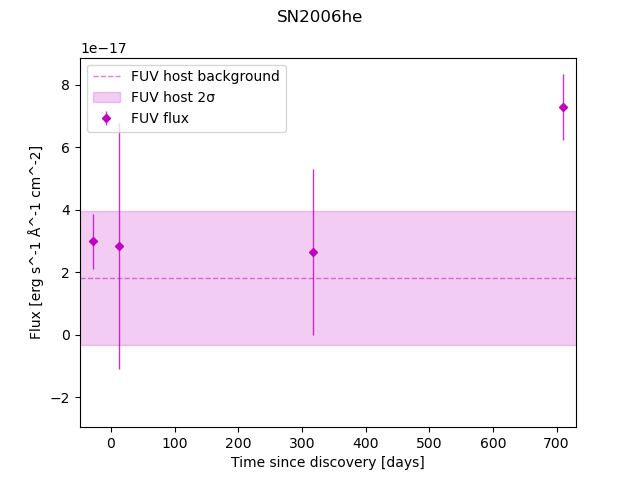 SN2006he
1e−17
FUV host background
FUV host 2σ
FUV flux
8
6
4
2
0
−2
Flux [erg s^-1 Å^-1 cm^-2]
0 100 200 300 400 500 600 700
Time since discovery [days]